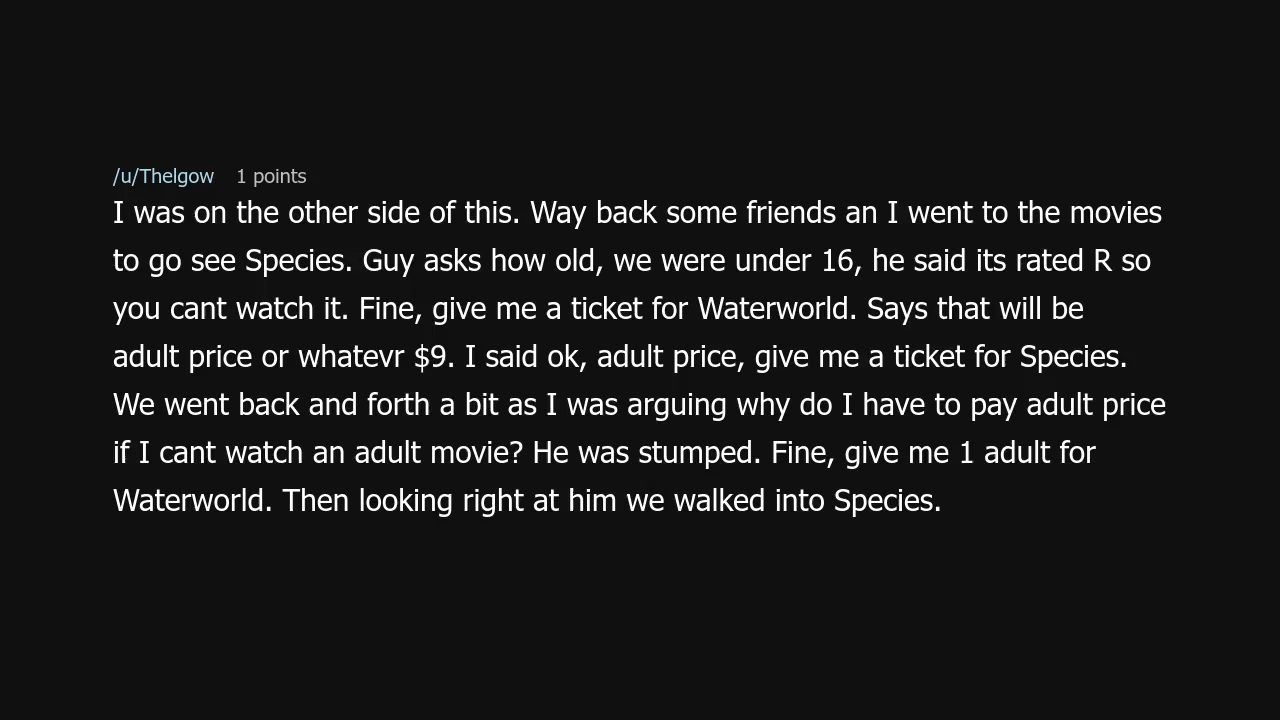 /u/Thelgow 1 points
I was on the other side of this. Way back some friends an I went to the movies
to go see Species. Guy asks how old, we were under 16, he said its rated R so
you cant watch it. Fine, give me a ticket for Waterworld. Says that will be
adult price or whatevr $9. I said ok, adult price, give me a ticket for Species.
We went back and forth a bit as I was arguing why do I have to pay adult price
if I cant watch an adult movie? He was stumped. Fine, give me 1 adult for
Waterworld. Then looking right at him we walked into Species.